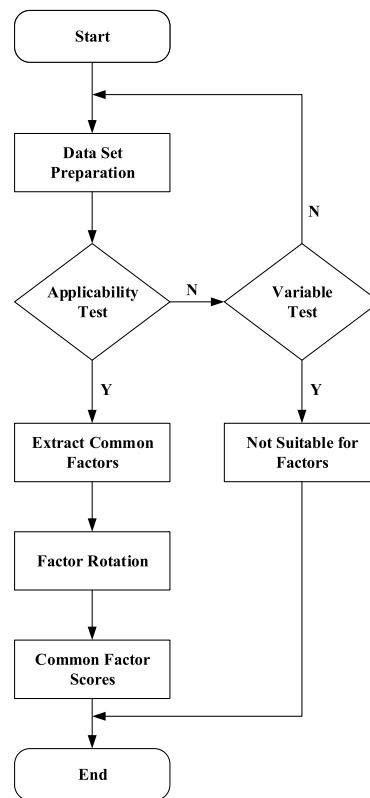 Start
Data Set
Preparation
N
Applicability
Test
N
Variable
Test
Y
Y
Extract Common
Factors
Not Suitable for
Factors
Factor Rotation
Common Factor
Scores
End